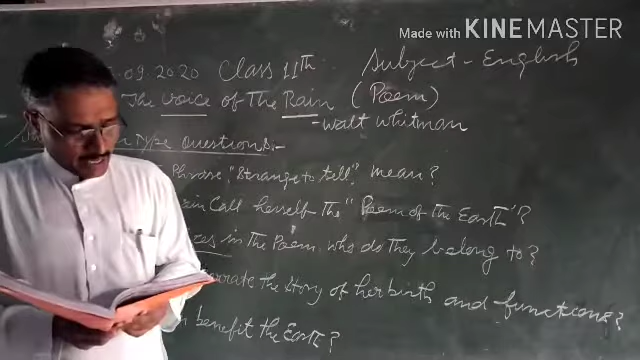 Made with KINEMASTER
.09.2020 Class 11th Subject - English
The Voice of The Rain (Poem)
- Walt Whitman
Type Questions:-
Phrase, "Strange to tell" mean?
Call herself the "Poem of the Earth"?
in The Poem. who do they belong to?
the story of her birth and functions?
benefit the Earth?